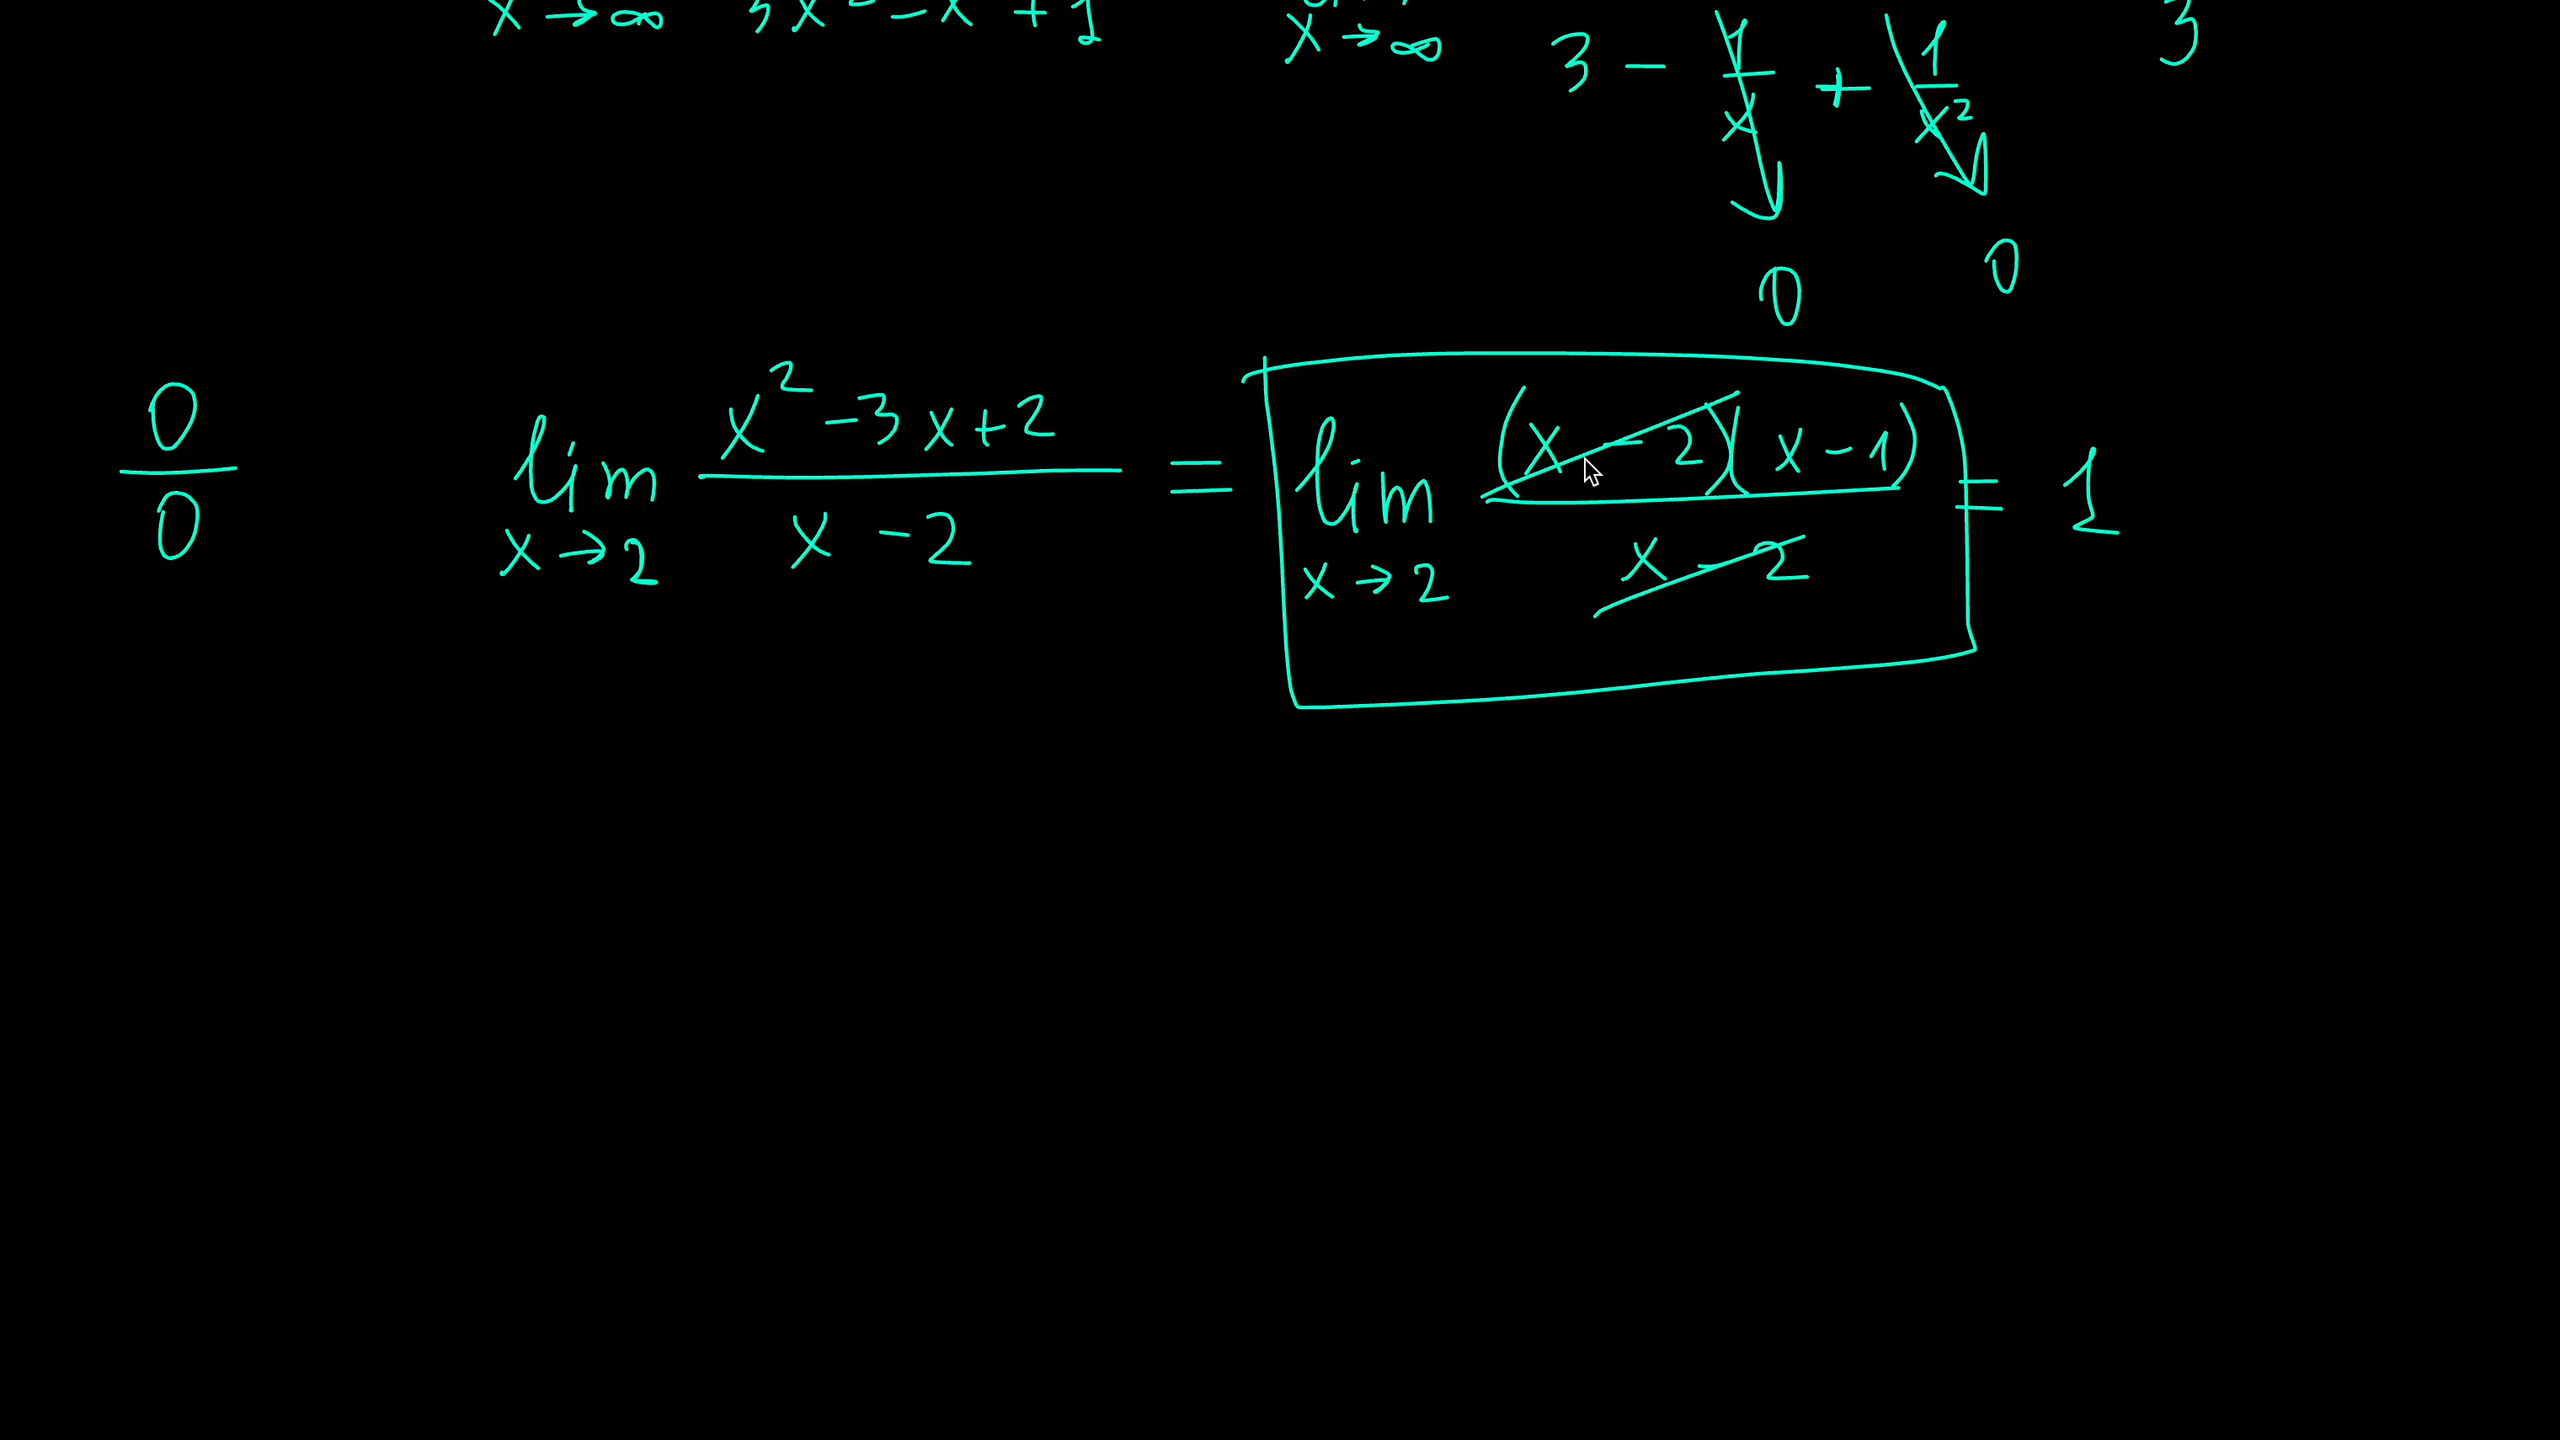 x → ∞ 3x² - x + 1 x → ∞ 3 - 1/x + 1/x² 3
0 0
0/0 lim x → 2 (x² - 3x + 2)/(x - 2) = lim x → 2 (x - 2)(x - 1)/(x - 2) = 1